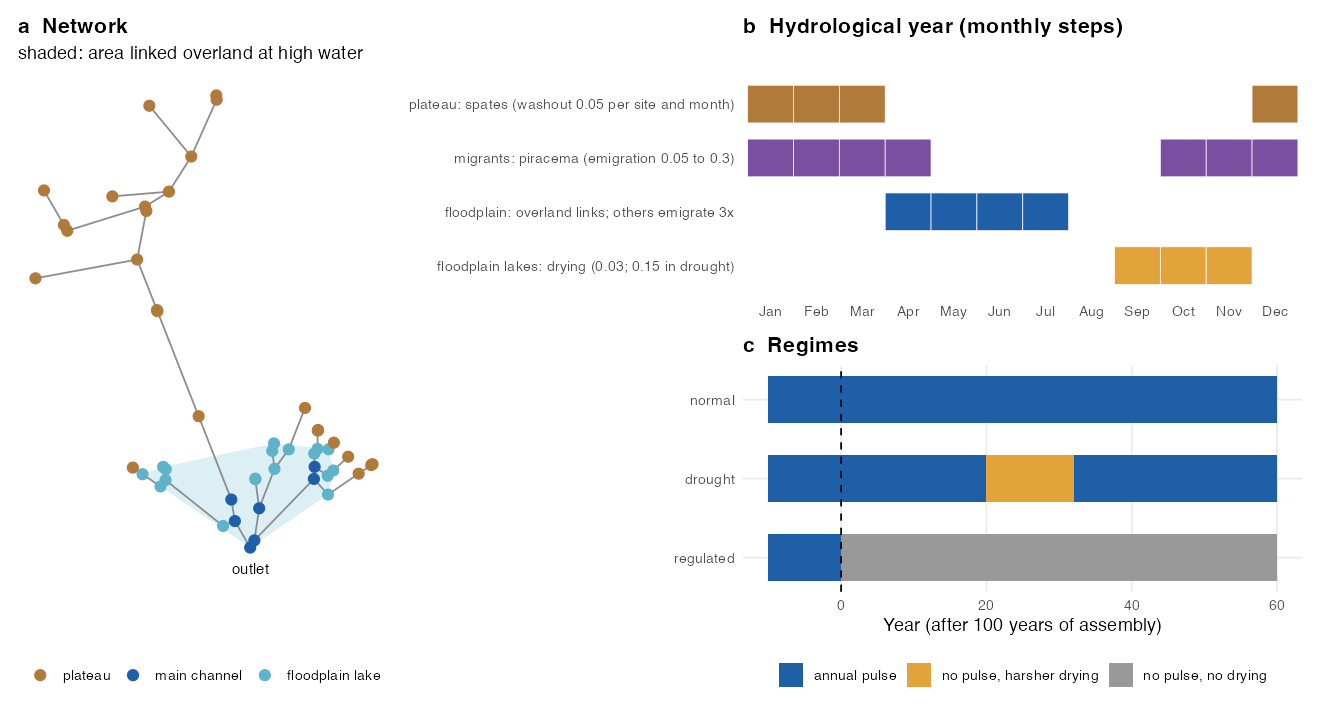 a Network
shaded: area linked overland at high water
outlet
plateau
main channel
floodplain lake
b Hydrological year (monthly steps)
plateau: spates (washout 0.05 per site and month)
migrants: piracema (emigration 0.05 to 0.3)
floodplain: overland links; others emigrate 3x
floodplain lakes: drying (0.03; 0.15 in drought)
Jan Feb Mar Apr May Jun Jul Aug Sep Oct Nov Dec
c Regimes
normal
drought
regulated
0 20 40 60
Year (after 100 years of assembly)
annual pulse
no pulse, harsher drying
no pulse, no drying